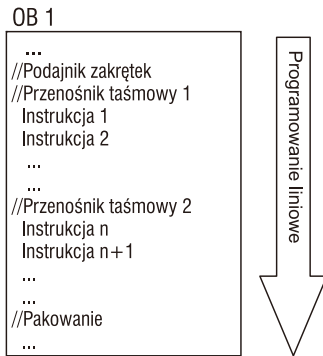 OB 1
...
//Podajnik zakrętek
//Przenośnik taśmowy 1
Instrukcja 1
Instrukcja 2
...
...
//Przenośnik taśmowy 2
Instrukcja n
Instrukcja n+1
...
...
//Pakowanie
...
Programowanie liniowe